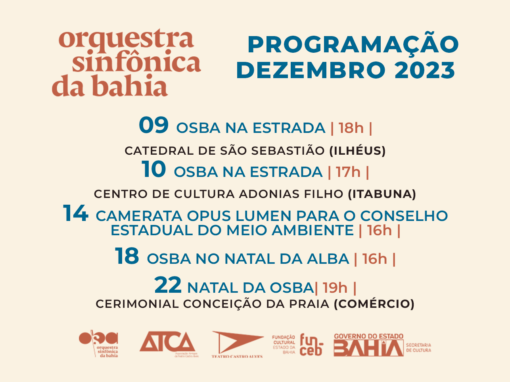 orquestra
sinfônica
da bahia
PROGRAMAÇÃO
DEZEMBRO 2023
09 OSBA NA ESTRADA | 18h |
CATEDRAL DE SÃO SEBASTIÃO (ILHÉUS)
10 OSBA NA ESTRADA | 17h |
CENTRO DE CULTURA ADONIAS FILHO (ITABUNA)
14 CAMERATA OPUS LUMEN PARA O CONSELHO
ESTADUAL DO MEIO AMBIENTE | 16h |
18 OSBA NO NATAL DA ALBA | 16h |
22 NATAL DA OSBA| 19h |
CERIMONIAL CONCEIÇÃO DA PRAIA (COMÉRCIO)
orquestra
sinfônica
da bahia
ATCA
TEATRO CASTRO ALVES
FUNDAÇÃO
CULTURAL
ESTADO DA
BAHIA
fun
ceb
GOVERNO DO ESTADO
BAHIA
SECRETARIA
DE CULTURA